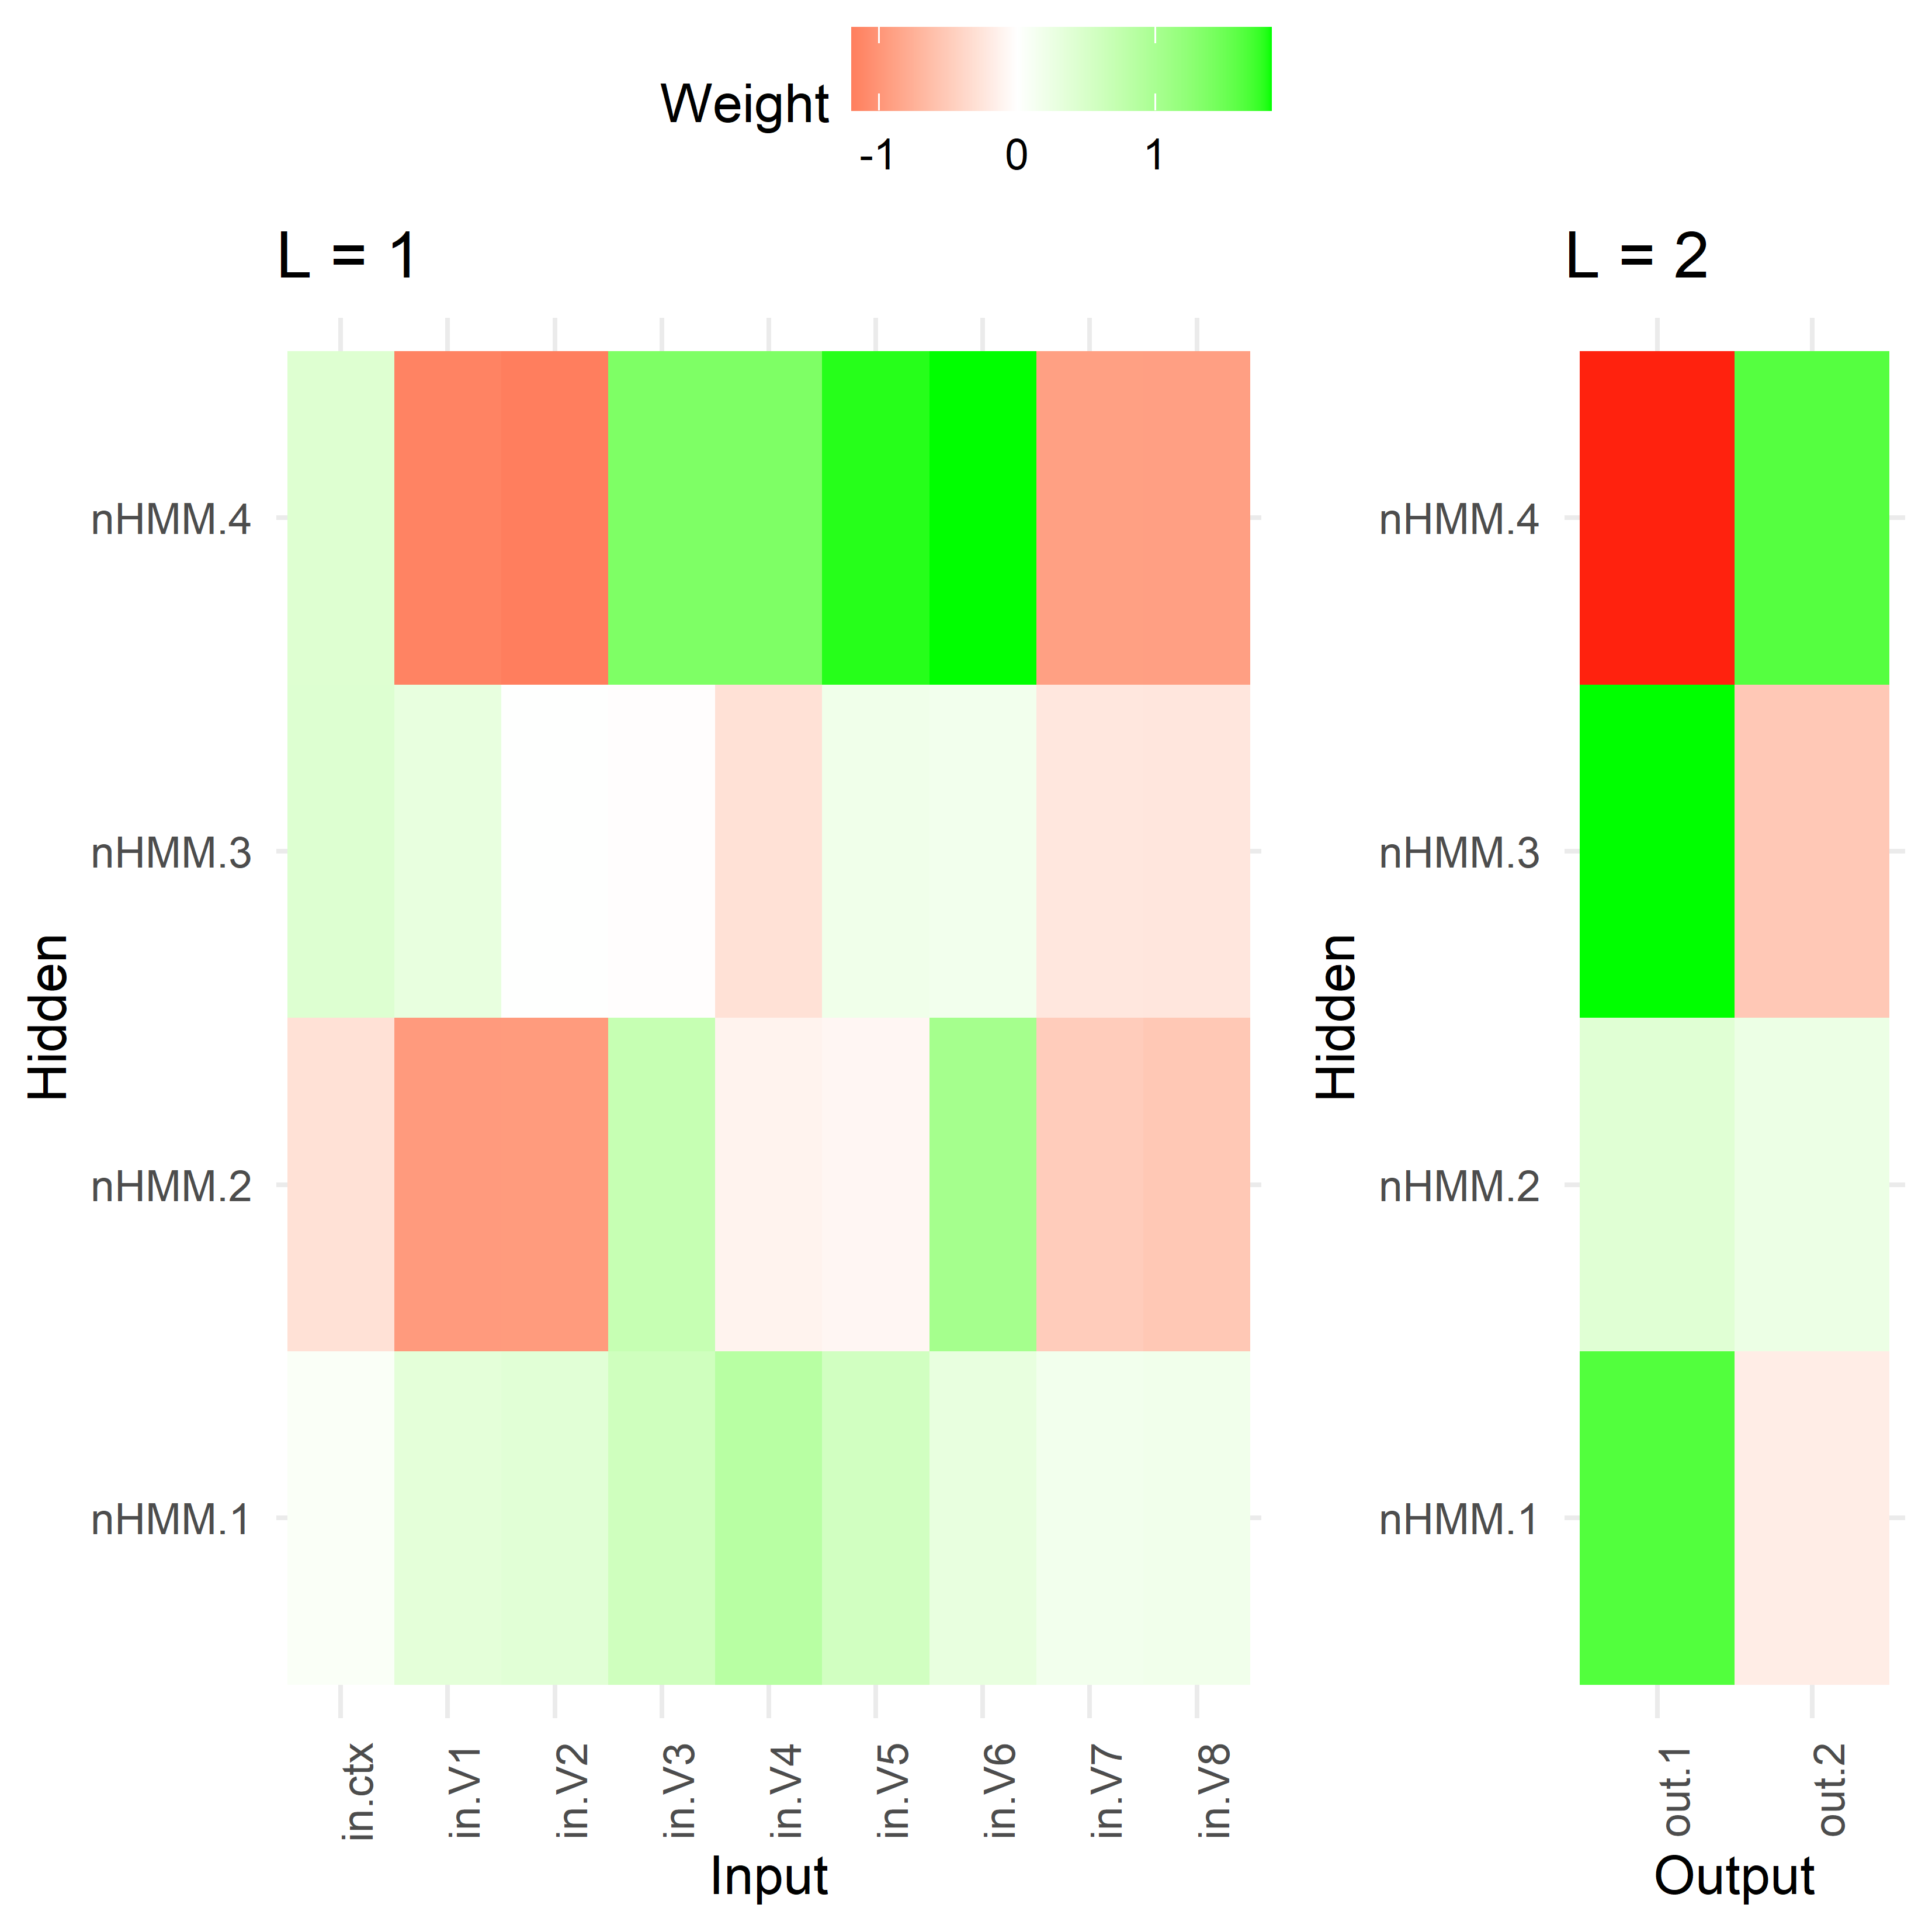 Weight
-1 0 1
L = 1
L = 2
Hidden
nHMM.4
nHMM.3
nHMM.2
nHMM.1
in.ctx
in.V1
in.V2
in.V3
in.V4
in.V5
in.V6
in.V7
in.V8
Input
Hidden
nHMM.4
nHMM.3
nHMM.2
nHMM.1
out.1
out.2
Output